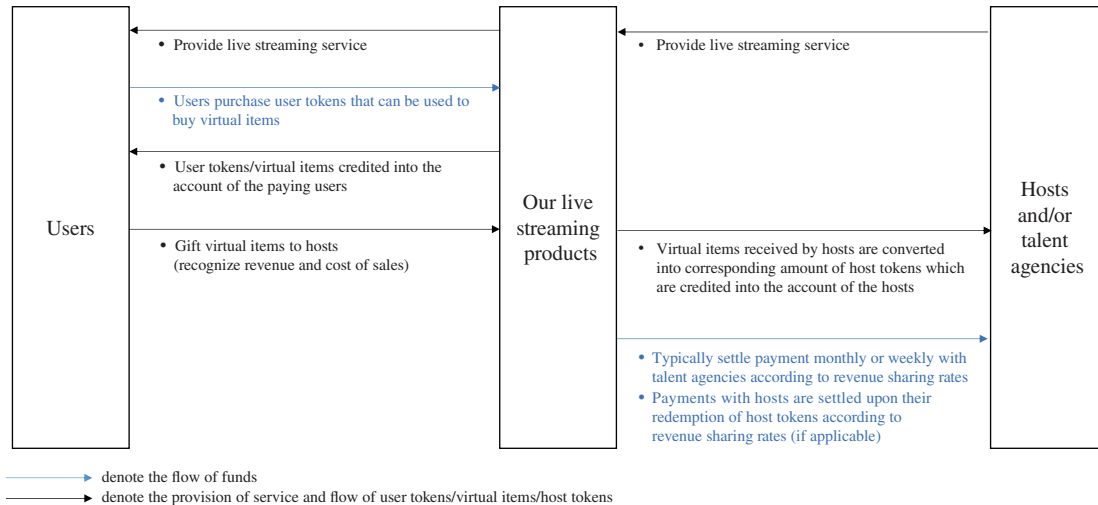 • Provide live streaming service
• Provide live streaming service
• Users purchase user tokens that can be used to
buy virtual items
• User tokens/virtual items credited into the
account of the paying users
Users
Our live
streaming
products
Hosts
and/or
talent
agencies
• Gift virtual items to hosts
(recognize revenue and cost of sales)
• Virtual items received by hosts are converted
into corresponding amount of host tokens which
are credited into the account of the hosts
• Typically settle payment monthly or weekly with
talent agencies according to revenue sharing rates
• Payments with hosts are settled upon their
redemption of host tokens according to
revenue sharing rates (if applicable)
denote the flow of funds
denote the provision of service and flow of user tokens/virtual items/host tokens